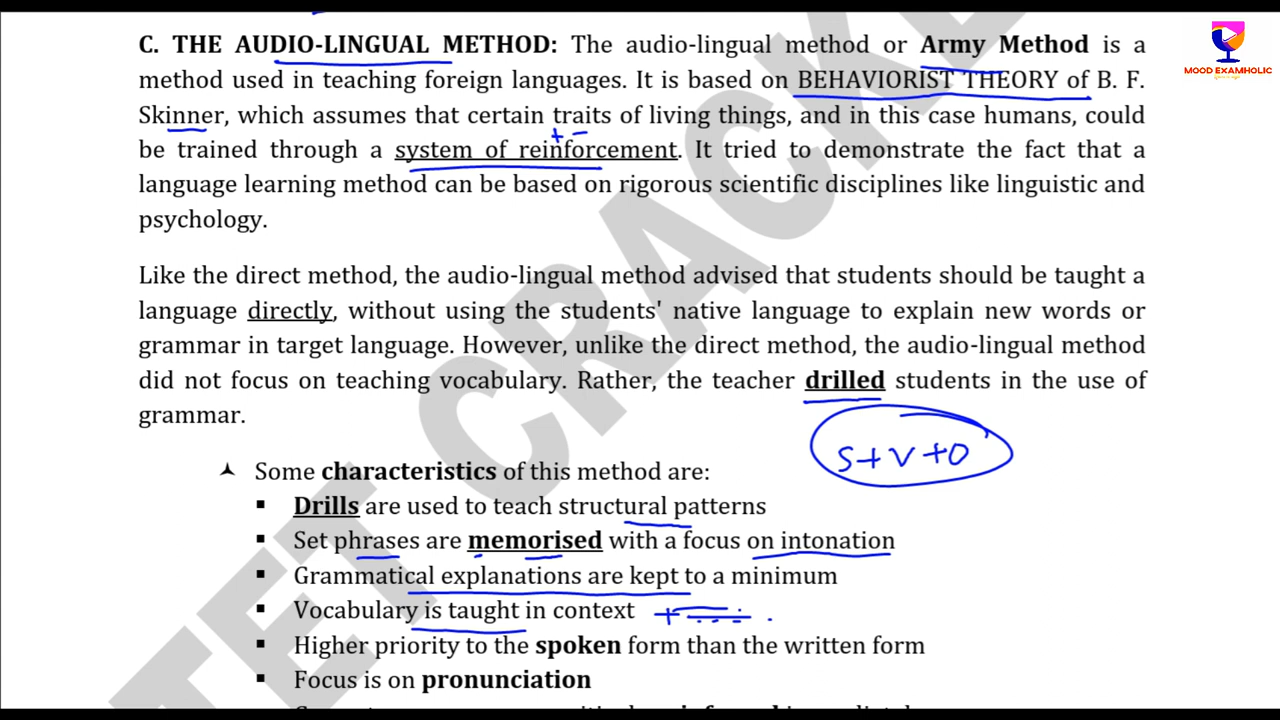 MOOD EXAMHOLIC
C. THE AUDIO-LINGUAL METHOD: The audio-lingual method or Army Method is a
method used in teaching foreign languages. It is based on BEHAVIORIST THEORY of B. F.
Skinner, which assumes that certain traits of living things, and in this case humans, could
+ −
be trained through a system of reinforcement. It tried to demonstrate the fact that a
language learning method can be based on rigorous scientific disciplines like linguistic and
psychology.
Like the direct method, the audio-lingual method advised that students should be taught a
language directly, without using the students' native language to explain new words or
grammar in target language. However, unlike the direct method, the audio-lingual method
did not focus on teaching vocabulary. Rather, the teacher drilled students in the use of
grammar.
S+V+O
Some characteristics of this method are:
▪ Drills are used to teach structural patterns
▪ Set phrases are memorised with a focus on intonation
▪ Grammatical explanations are kept to a minimum
▪ Vocabulary is taught in context
▪ Higher priority to the spoken form than the written form
▪ Focus is on pronunciation
TET CRACKE